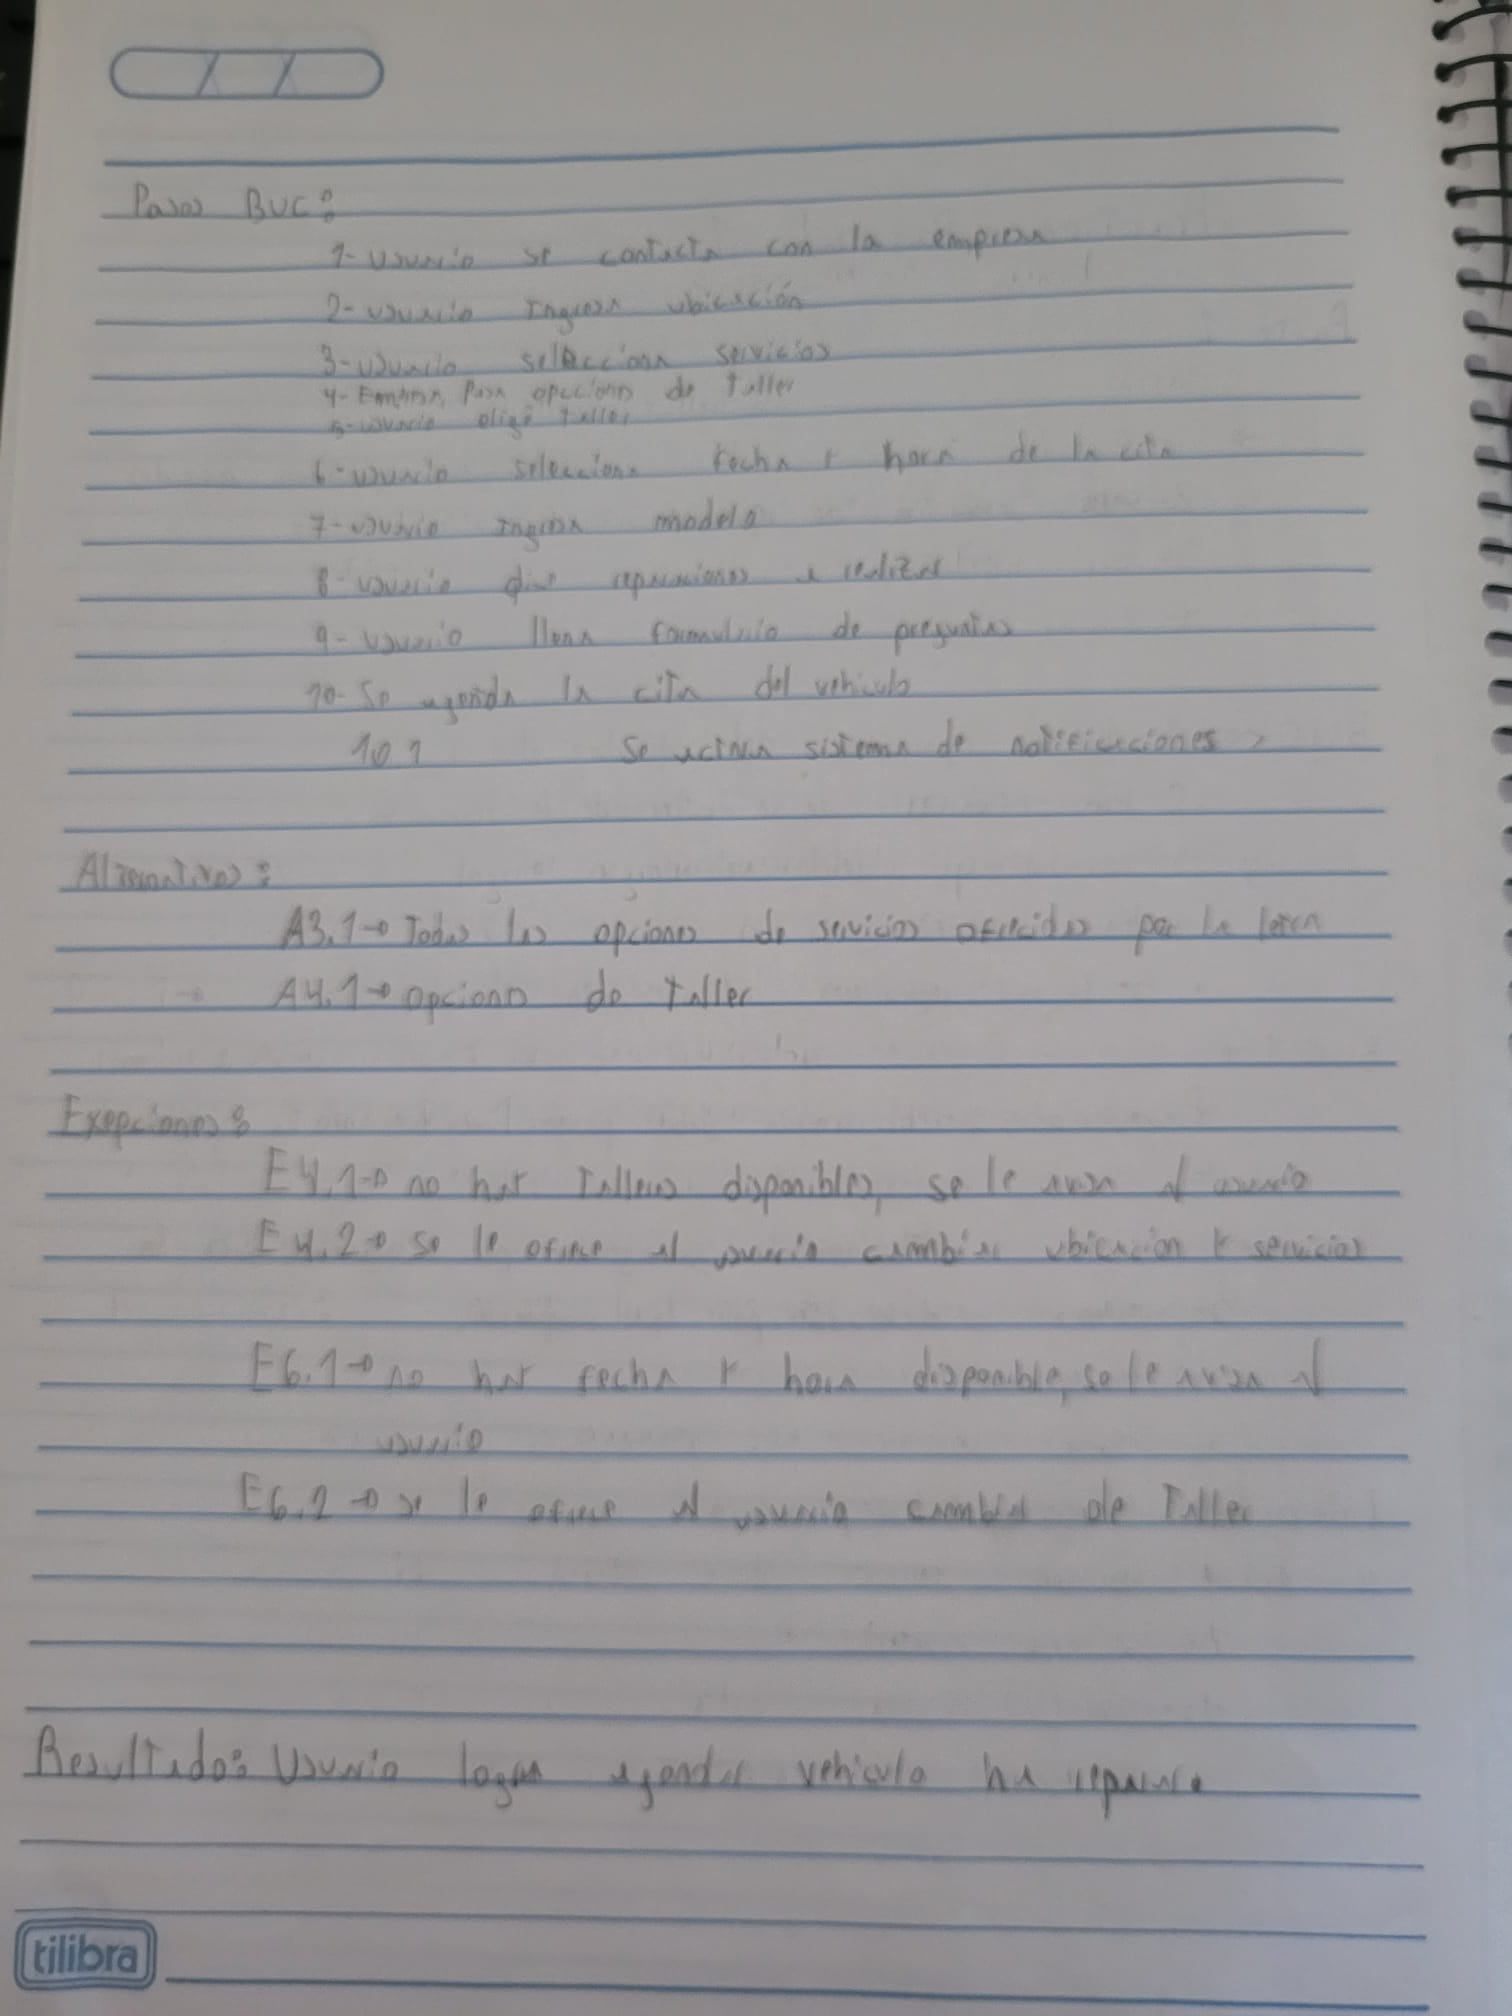 Pasos BUC:
1- usuario se contacta con la empresa
2- usuario Ingresa ubicación
3- usuario selecciona servicios
4- Empresa Pasa opciones de taller
5- usuario elige taller
6- usuario selecciona fecha y hora de la cita
7- usuario Ingresa modelo
8- usuario dice reparaciones a realizar
9- usuario llena formulario de preguntas
10- Se agenda la cita del vehiculo
10.1 Se activa sistema de notificaciones
Alternativas:
A3.1→ Todas las opciones de servicios ofrecidos por la
A4.1→ opciones de taller
Exepciones:
E4.1→ no hay Talleres disponibles, se le avisa al usuario
E4.2→ se le ofrece al usuario cambiar ubicacion y servicios
E6.1→ no hay fecha y hora disponible, se le avisa al
usuario
E6.2→ se le ofrece al usuario cambiar de Taller
Resultado: Usuario logra agendar vehiculo ha reparar
tilibra